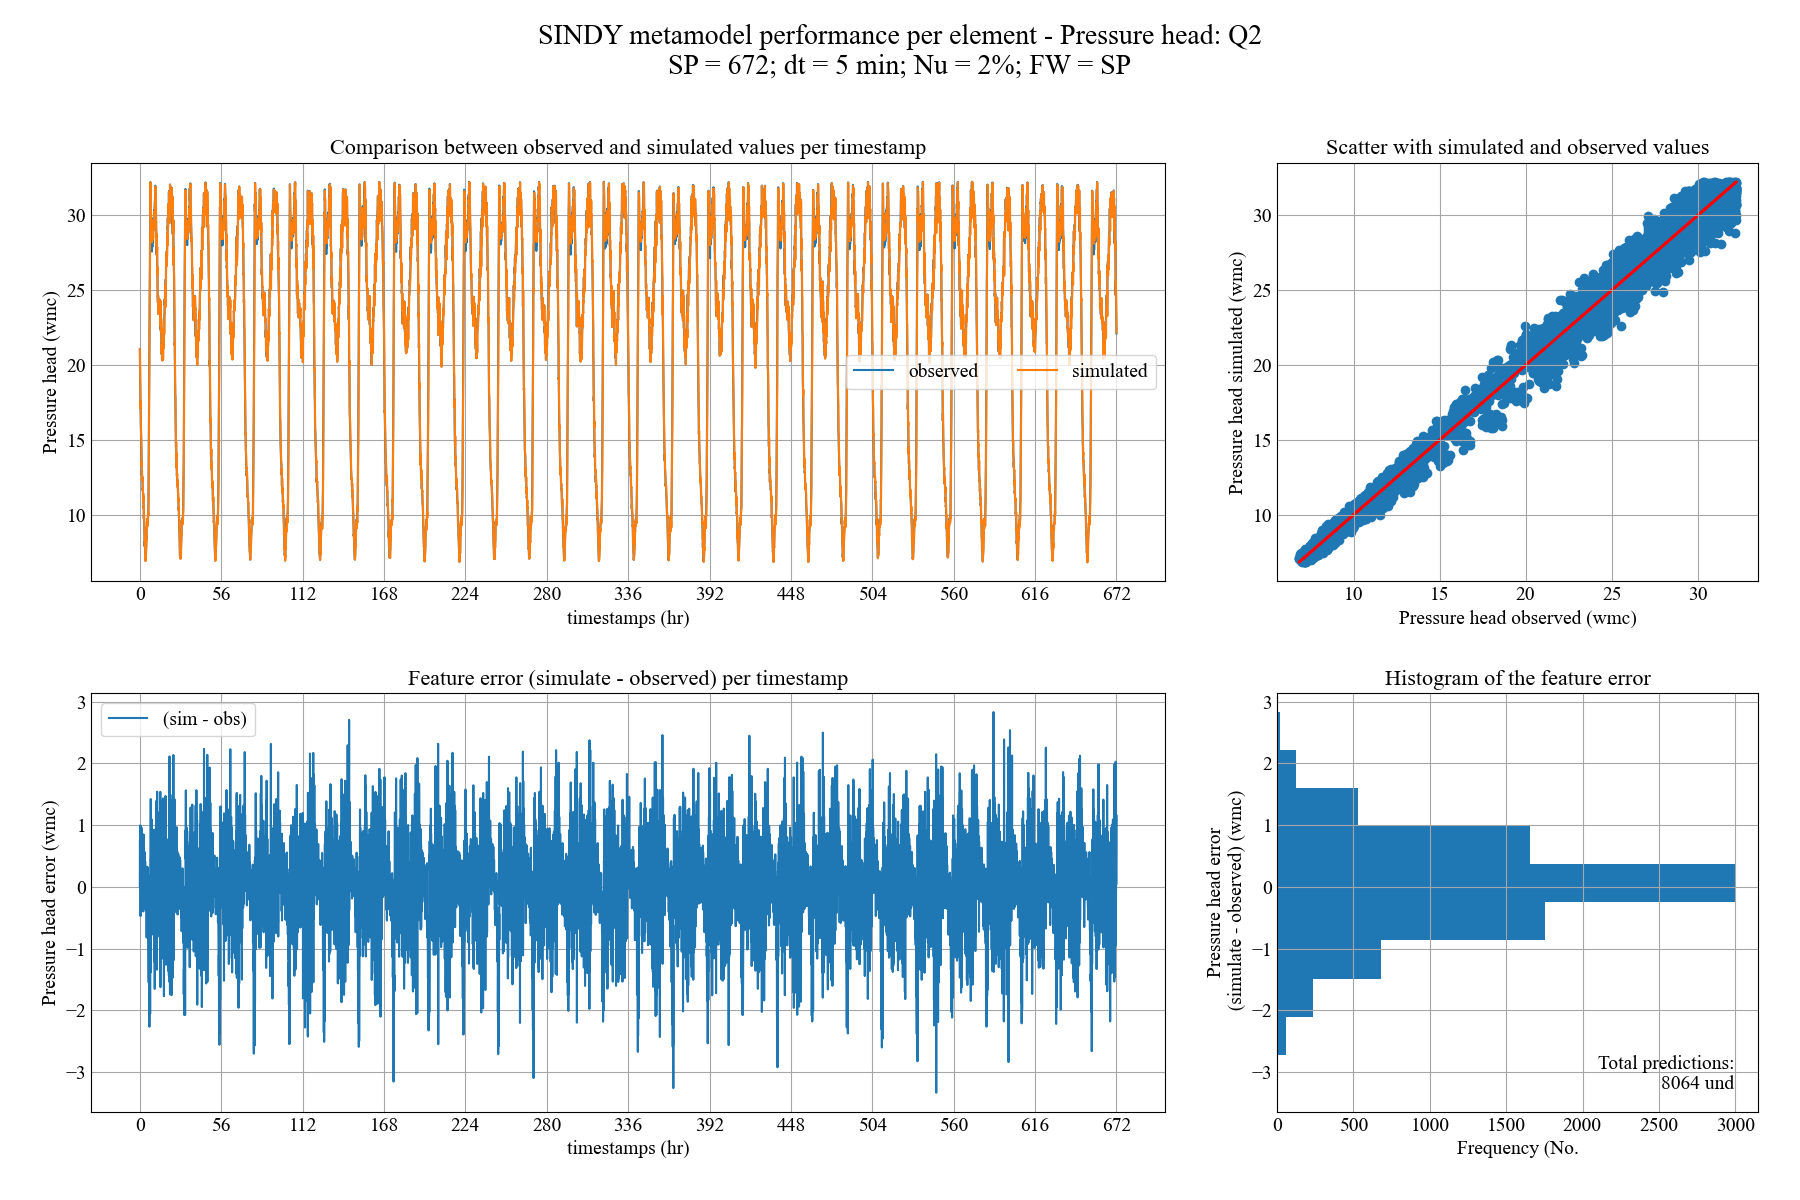 SINDY metamodel performance per element - Pressure head: Q2
SP = 672; dt = 5 min; Nu = 2%; FW = SP
Comparison between observed and simulated values per timestamp
Pressure head (wmc)
30
25
20
15
10
observed
simulated
0 56 112 168 224 280 336 392 448 504 560 616 672
timestamps (hr)
Scatter with simulated and observed values
Pressure head simulated (wmc)
30
25
20
15
10
10 15 20 25 30
Pressure head observed (wmc)
Feature error (simulate - observed) per timestamp
Pressure head error (wmc)
3
2
1
0
−1
−2
−3
(sim - obs)
0 56 112 168 224 280 336 392 448 504 560 616 672
timestamps (hr)
Histogram of the feature error
Pressure head error
(simulate - observed) (wmc)
3
2
1
0
−1
−2
−3
Total predictions:
8064 und
0 500 1000 1500 2000 2500 3000
Frequency (No.